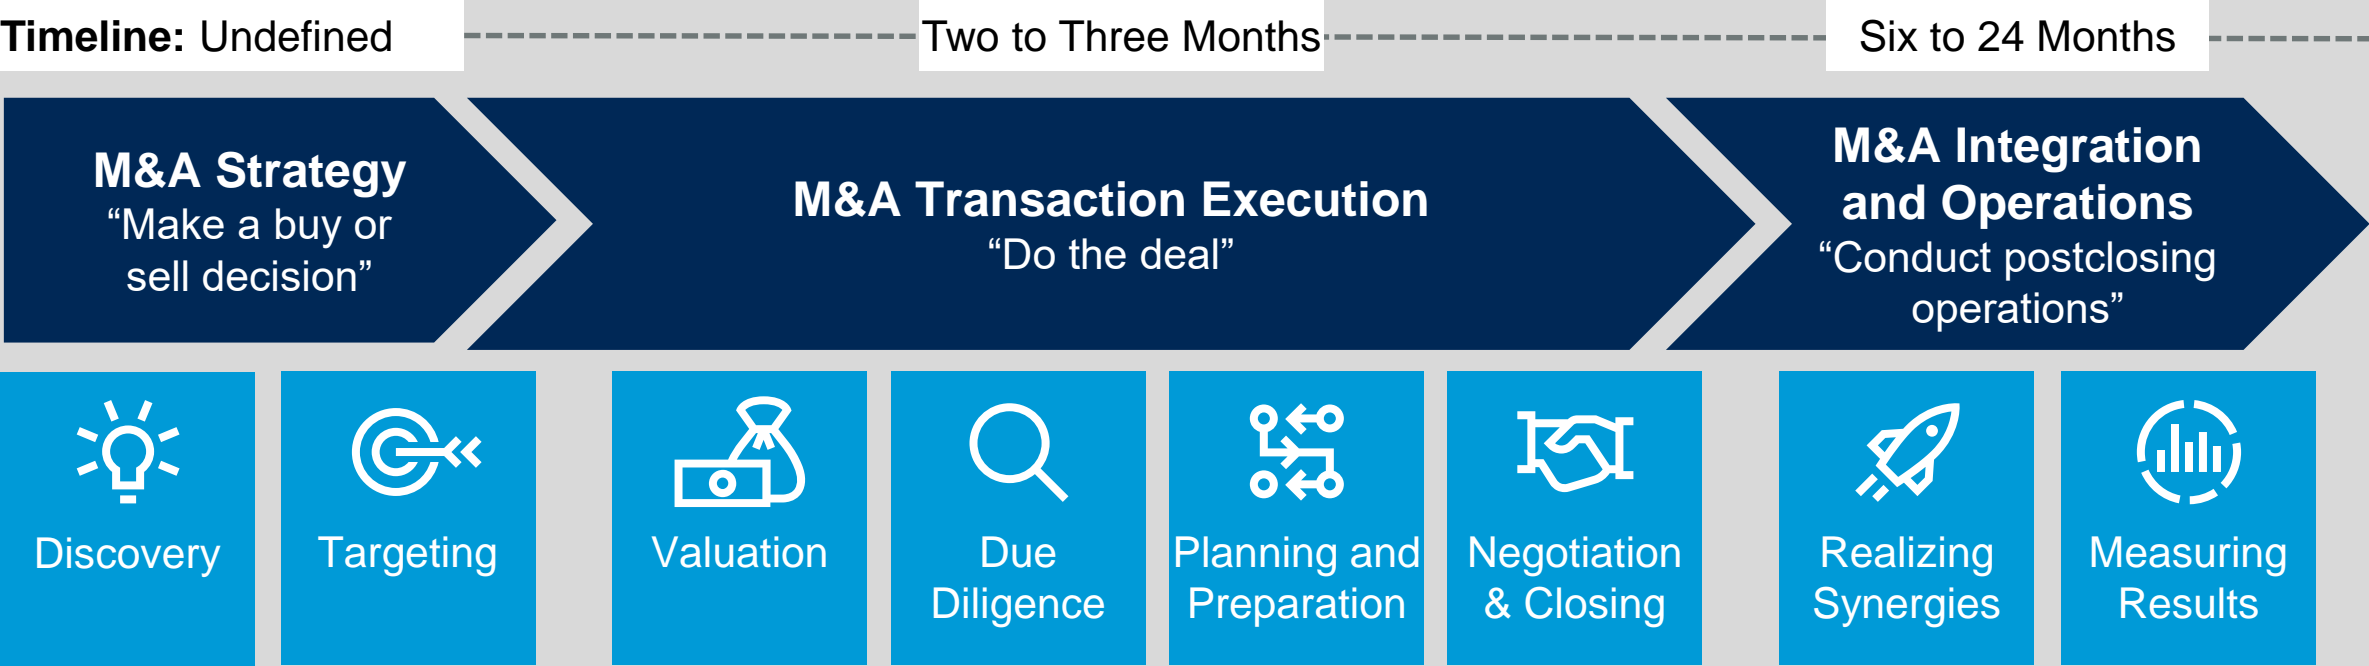 Timeline: Undefined
Two to Three Months
Six to 24 Months
M&A Strategy
“Make a buy or
sell decision”
M&A Transaction Execution
“Do the deal”
M&A Integration
and Operations
“Conduct postclosing
operations”
Discovery
Targeting
Valuation
Due
Diligence
Planning and
Preparation
Negotiation
& Closing
Realizing
Synergies
Measuring
Results